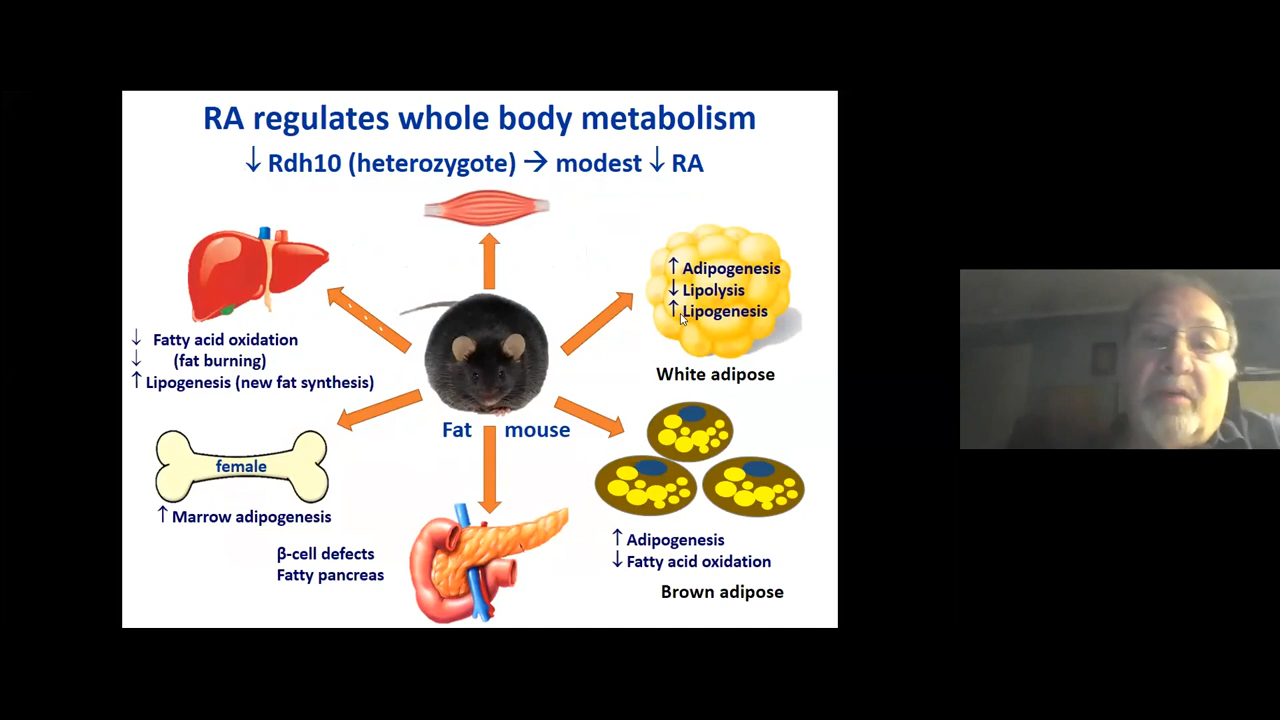 RA regulates whole body metabolism
↓ Rdh10 (heterozygote) → modest ↓ RA
↑ Adipogenesis
↓ Lipolysis
↑ Lipogenesis
White adipose
↓ Fatty acid oxidation
↓ (fat burning)
↑ Lipogenesis (new fat synthesis)
Fat mouse
female
↑ Marrow adipogenesis
β-cell defects
Fatty pancreas
↑ Adipogenesis
↓ Fatty acid oxidation
Brown adipose